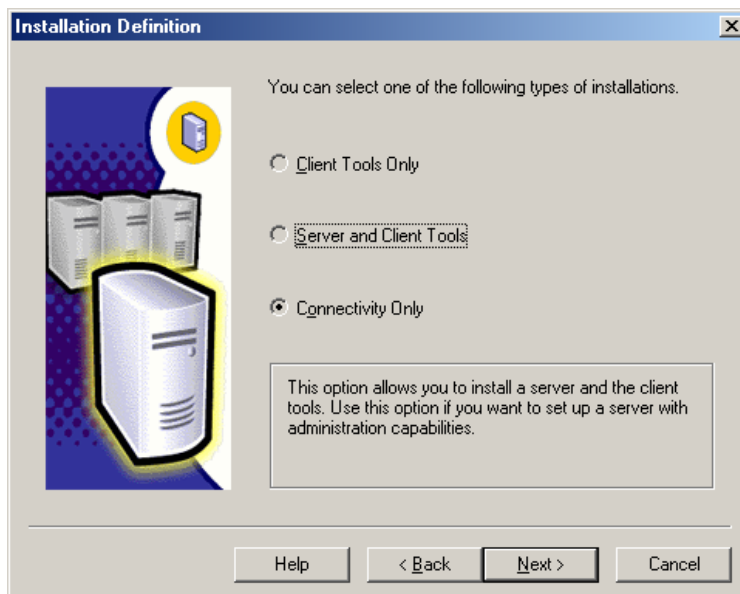 Installation Definition
You can select one of the following types of installations.
Client Tools Only
Server and Client Tools
Connectivity Only
This option allows you to install a server and the client
tools. Use this option if you want to set up a server with
administration capabilities.
Help
< Back
Next >
Cancel